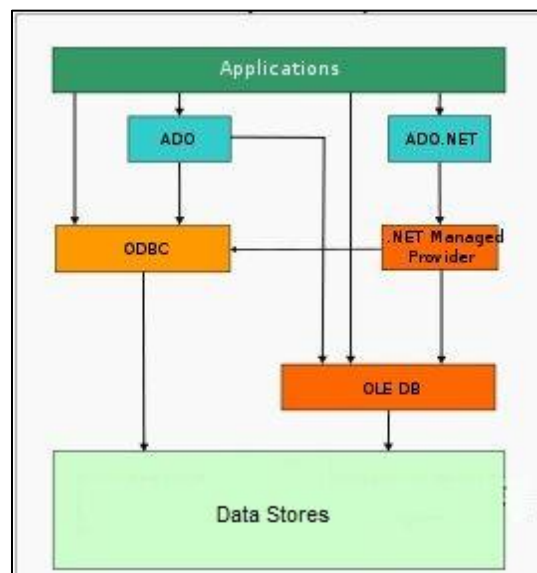 Applications
ADO
ADO.NET
ODBC
.NET Managed
Provider
OLE DB
Data Stores